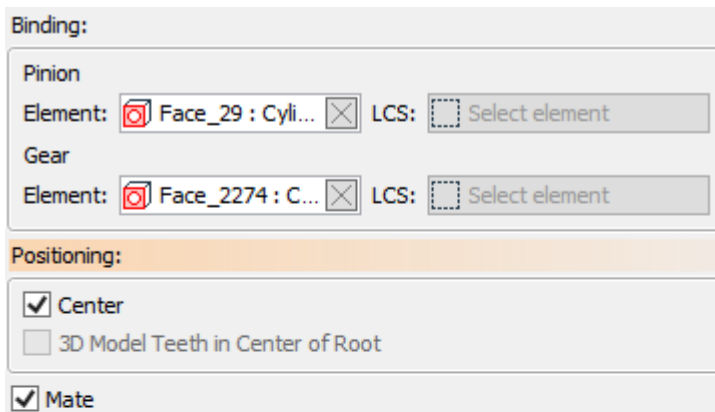 Binding:
Pinion
Element: Face_29 : Cyli... LCS: Select element
Gear
Element: Face_2274 : C... LCS: Select element
Positioning:
Center
3D Model Teeth in Center of Root
Mate